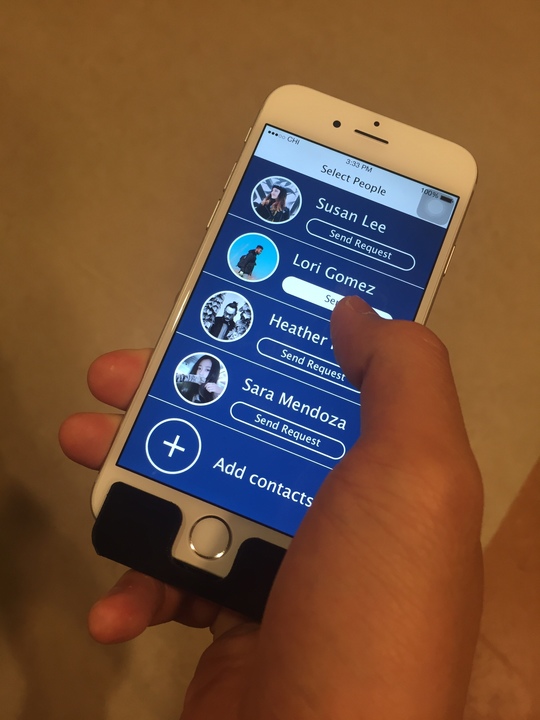 CHI
3:33 PM
100%
Select People
Susan Lee
Send Request
Lori Gomez
Heather
Send Request
Sara Mendoza
Send Request
Add contacts